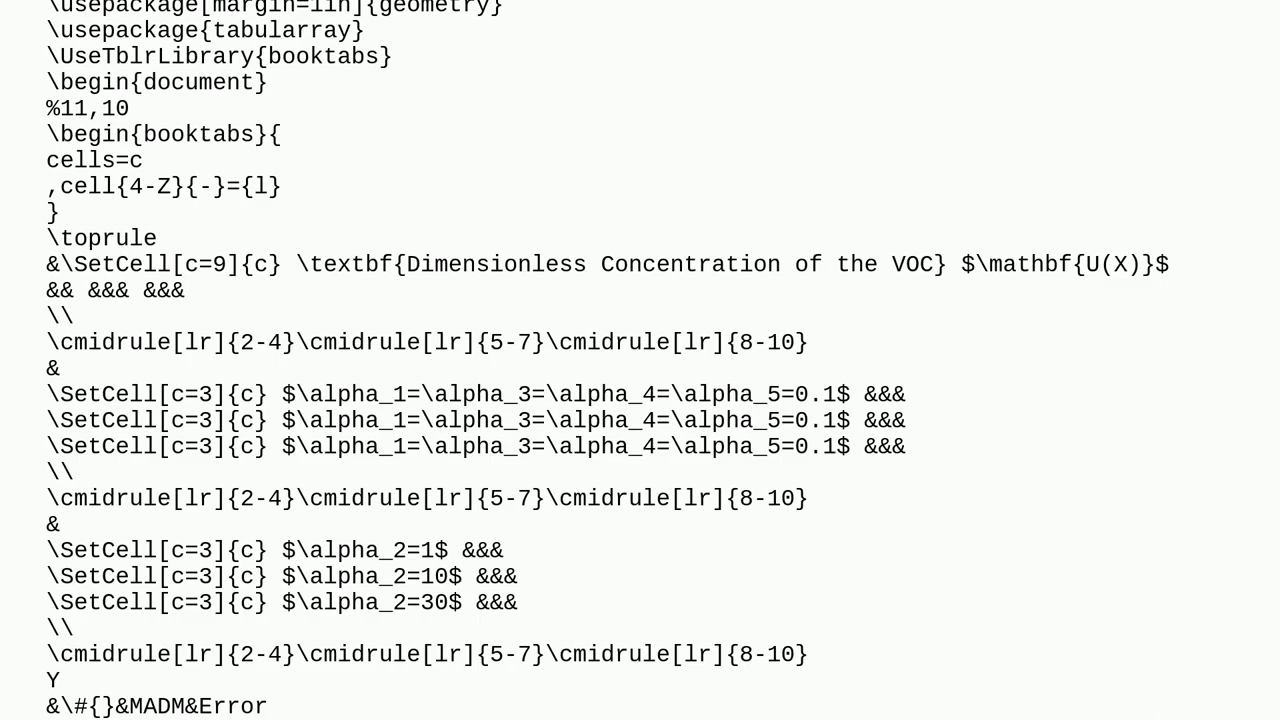 \usepackage[margin=1in]{geometry}
\usepackage{tabularray}
\UseTblrLibrary{booktabs}
\begin{document}
%11,10
\begin{booktabs}{
cells=c
,cell{4-Z}{-}={l}
}
\toprule
&\SetCell[c=9]{c} \textbf{Dimensionless Concentration of the VOC} $\mathbf{U(X)}$
&& &&& &&&
\\
\cmidrule[lr]{2-4}\cmidrule[lr]{5-7}\cmidrule[lr]{8-10}
&
\SetCell[c=3]{c} $\alpha_1=\alpha_3=\alpha_4=\alpha_5=0.1$ &&&
\SetCell[c=3]{c} $\alpha_1=\alpha_3=\alpha_4=\alpha_5=0.1$ &&&
\SetCell[c=3]{c} $\alpha_1=\alpha_3=\alpha_4=\alpha_5=0.1$ &&&
\\
\cmidrule[lr]{2-4}\cmidrule[lr]{5-7}\cmidrule[lr]{8-10}
&
\SetCell[c=3]{c} $\alpha_2=1$ &&&
\SetCell[c=3]{c} $\alpha_2=10$ &&&
\SetCell[c=3]{c} $\alpha_2=30$ &&&
\\
\cmidrule[lr]{2-4}\cmidrule[lr]{5-7}\cmidrule[lr]{8-10}
Y
&\#{}&MADM&Error